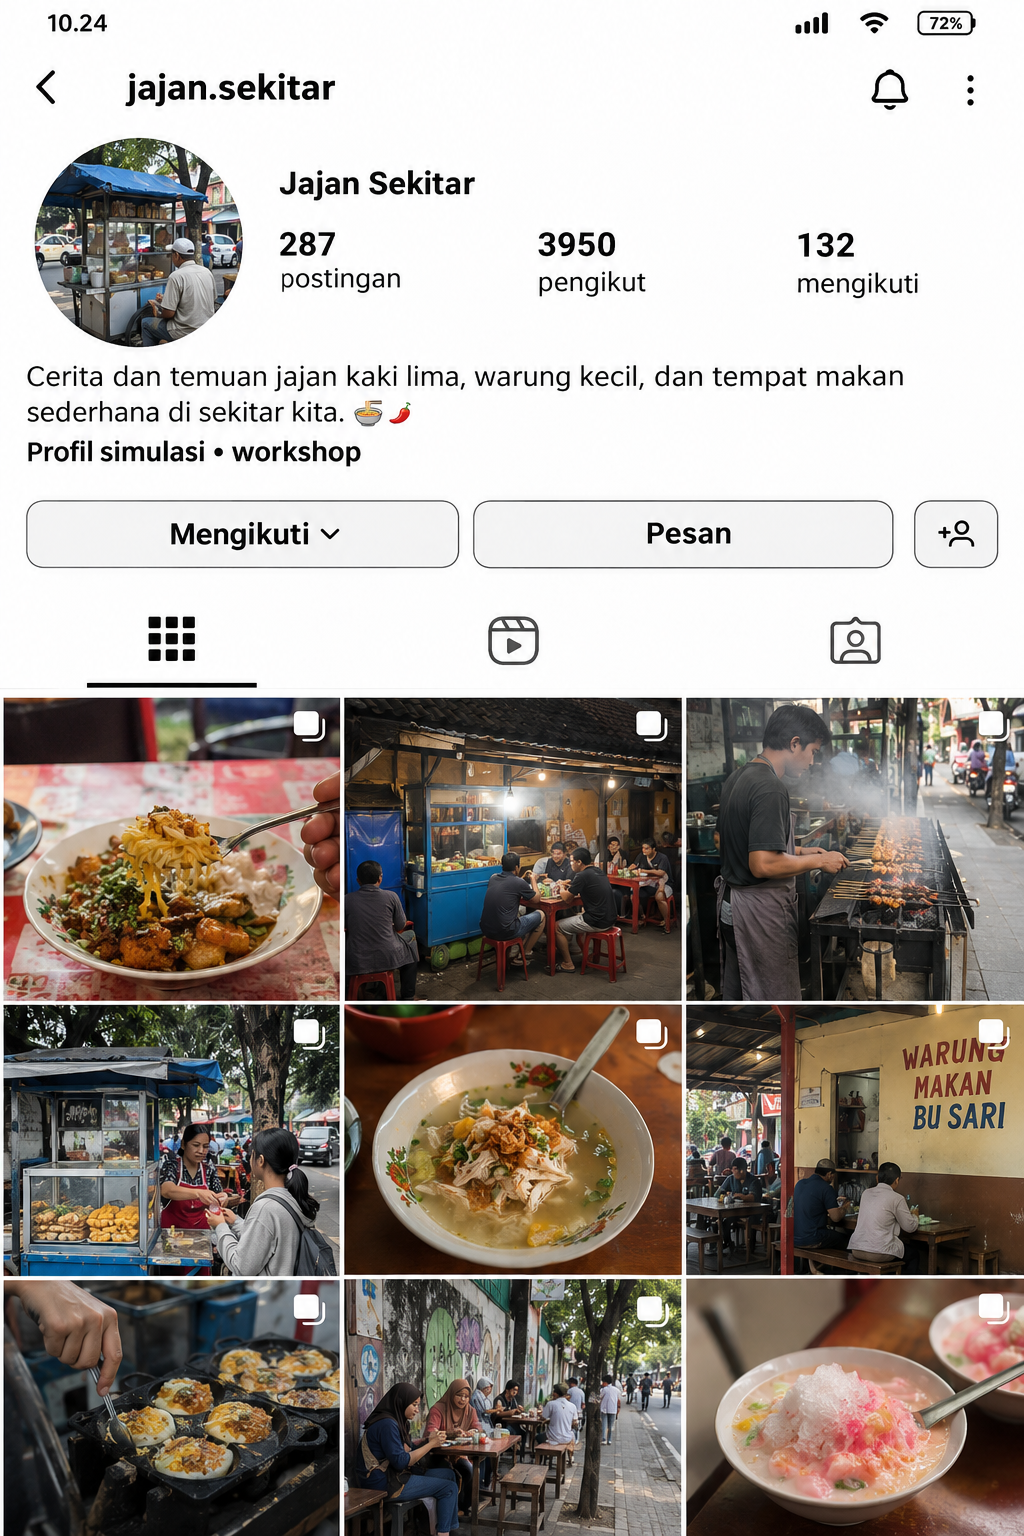 10.24
72%
jajan.sekitar
Jajan Sekitar
287
3950
132
postingan
pengikut
mengikuti
Cerita dan temuan jajan kaki lima, warung kecil, dan tempat makan
sederhana di sekitar kita. 🍜🌶️
Profil simulasi • workshop
Mengikuti
Pesan
WARUNG
MAKAN
BU SARI